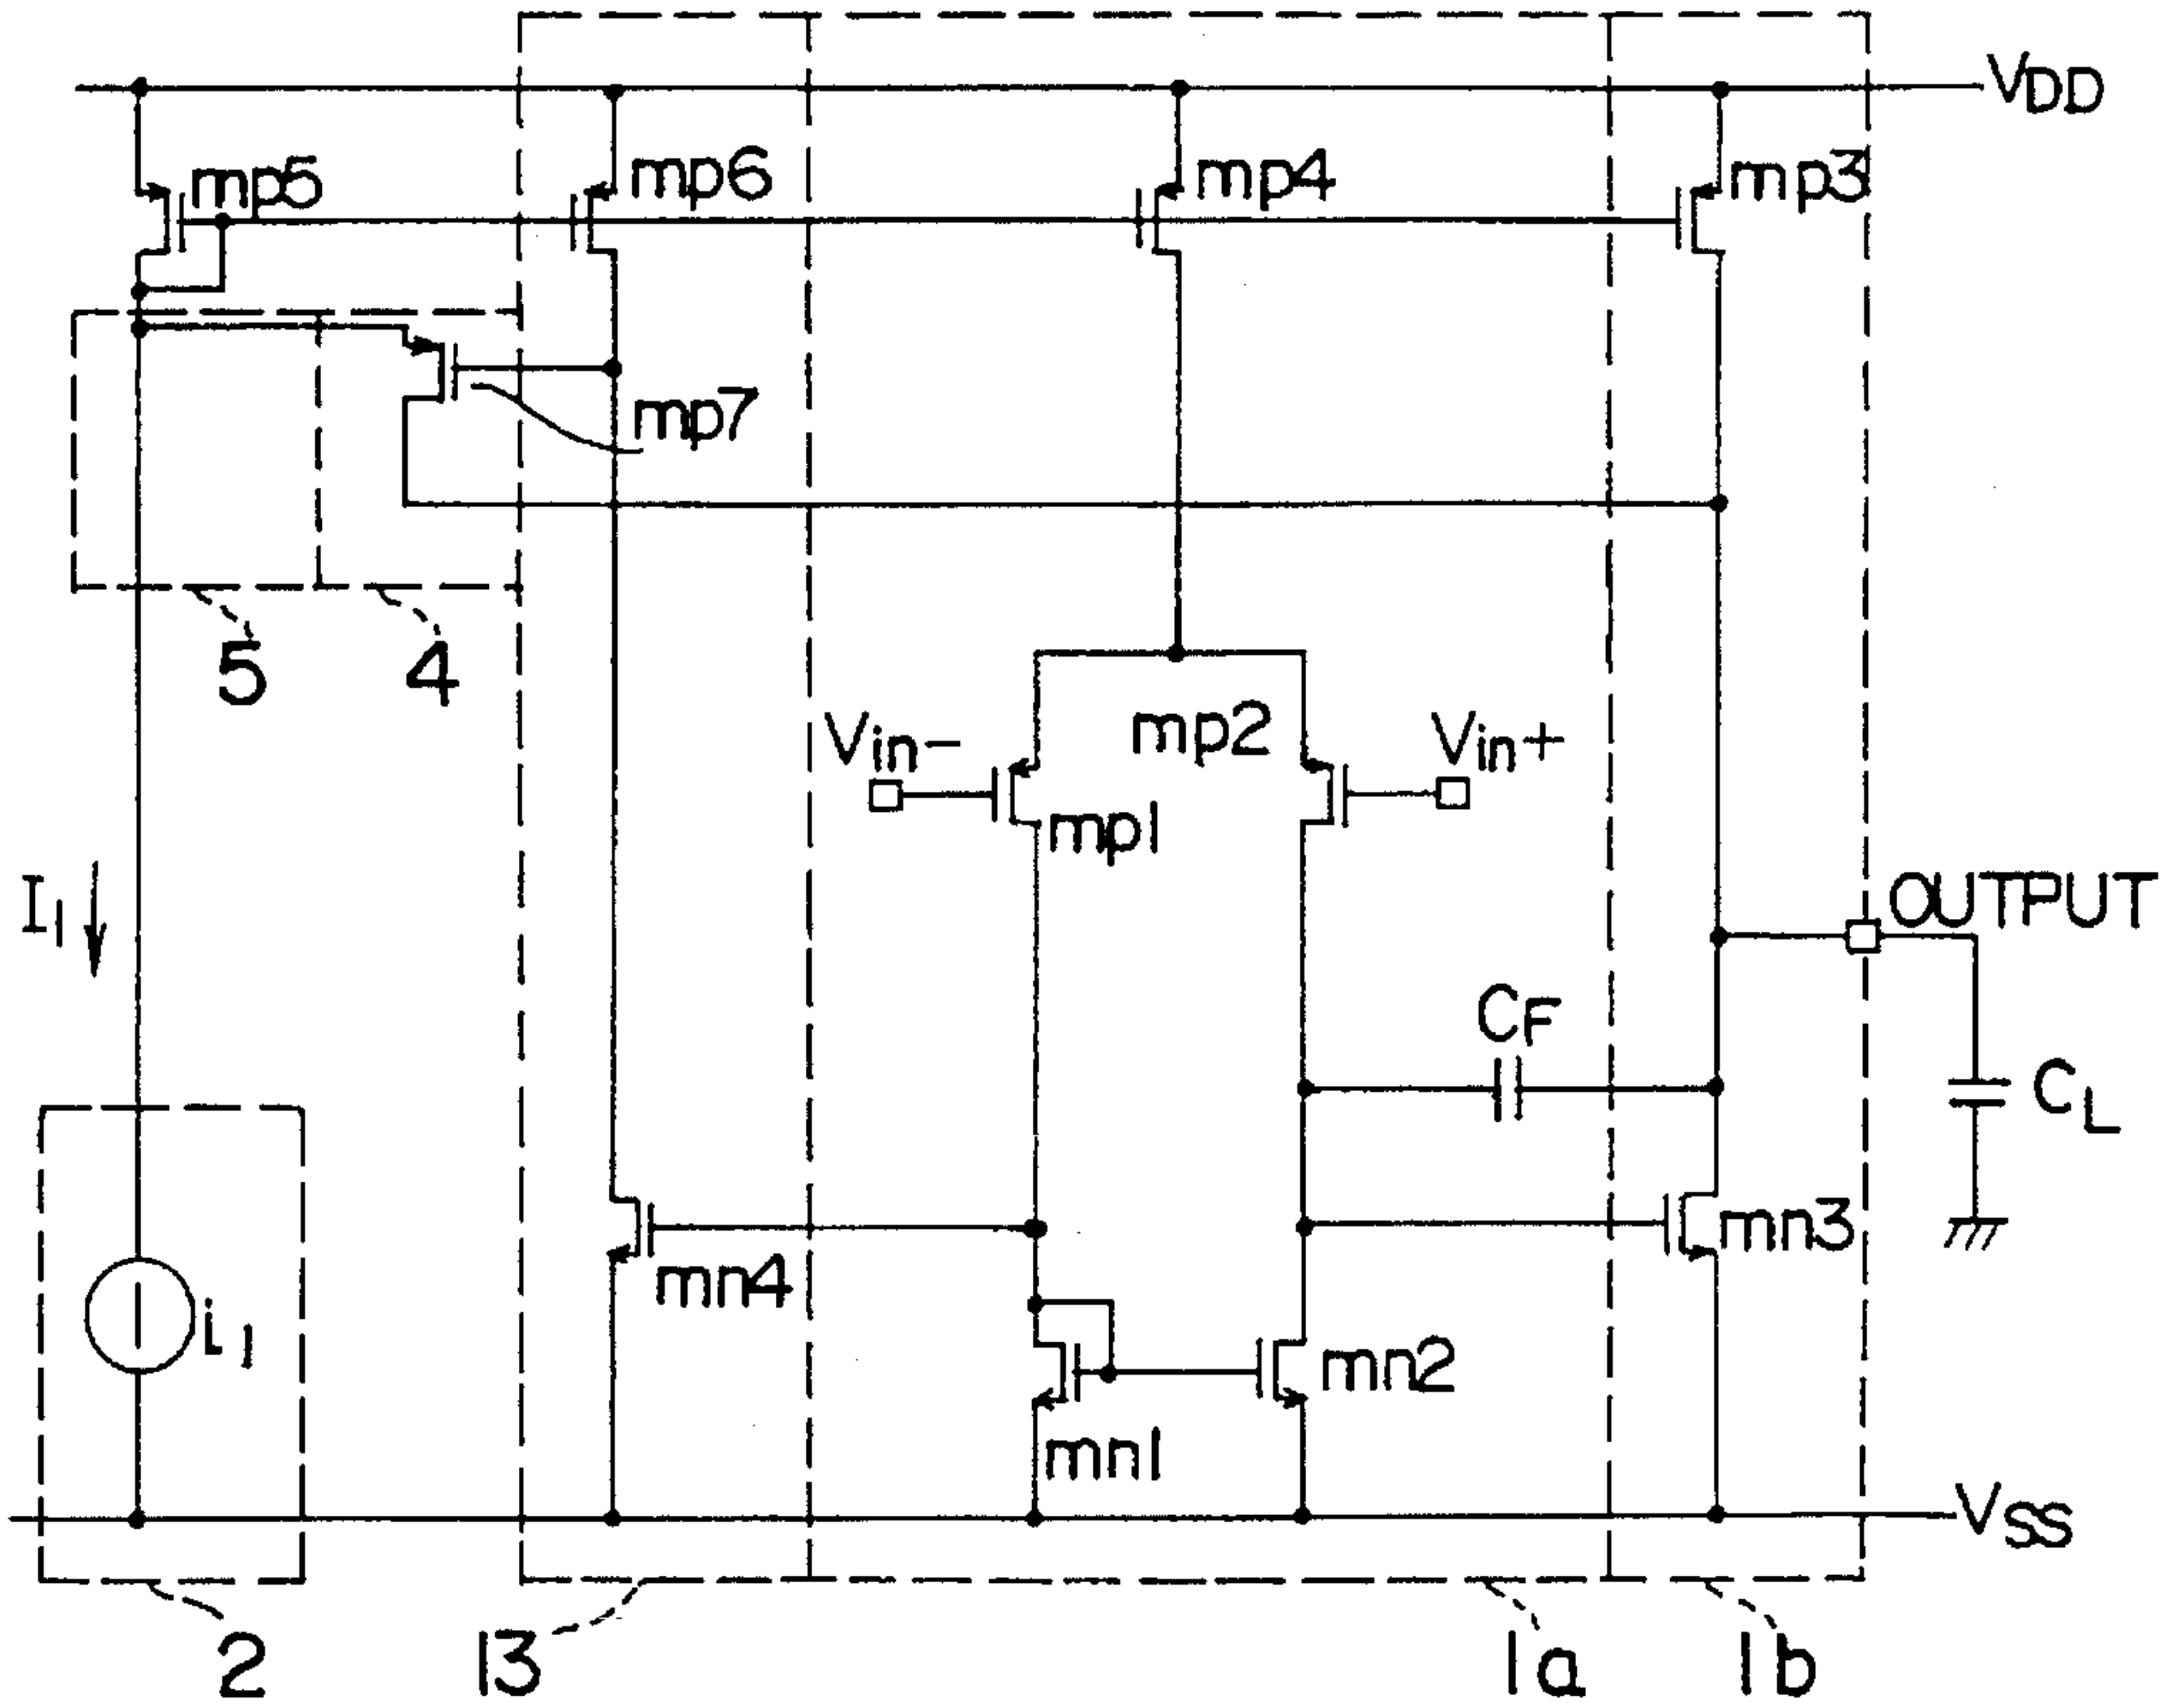 VDD
mp5
mp6
mp4
mp3
mp7
5
4
Vin-
mp2
Vin+
mp1
I1
OUTPUT
CF
CL
mn4
mn3
i1
mn2
mn1
VSS
2
13
1a
1b